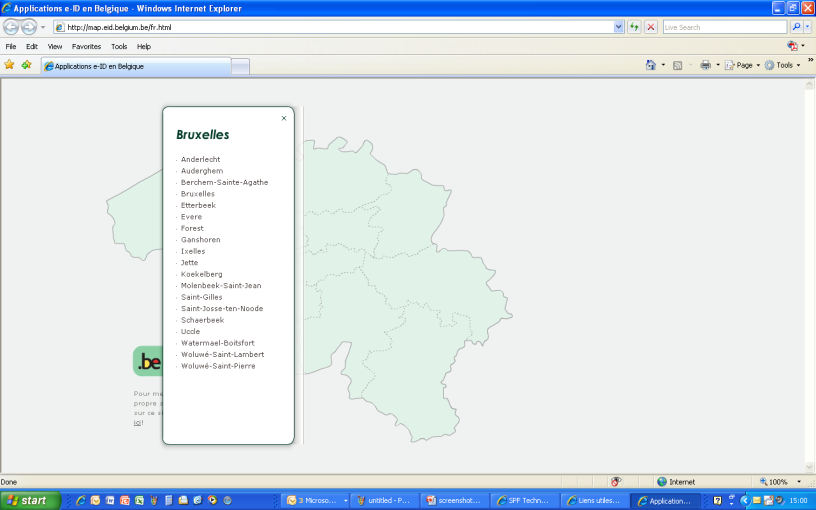 Applications e-ID en Belgique - Windows Internet Explorer
http://map.eid.belgium.be/fr.html
Live Search
File Edit View Favorites Tools Help
Applications e-ID en Belgique
Page Tools
Bruxelles
Anderlecht
Auderghem
Berchem-Sainte-Agathe
Bruxelles
Etterbeek
Evere
Forest
Ganshoren
Ixelles
Jette
Koekelberg
Molenbeek-Saint-Jean
Saint-Gilles
Saint-Josse-ten-Noode
Schaerbeek
Uccle
Watermael-Boitsfort
Woluwé-Saint-Lambert
Woluwé-Saint-Pierre
.be
Pour me
propre s
sur ce s
ici!
Done Internet 100%
start 3 Microso... untitled - P... screenshot... SPF Techn... Liens utiles... Application... 15:00